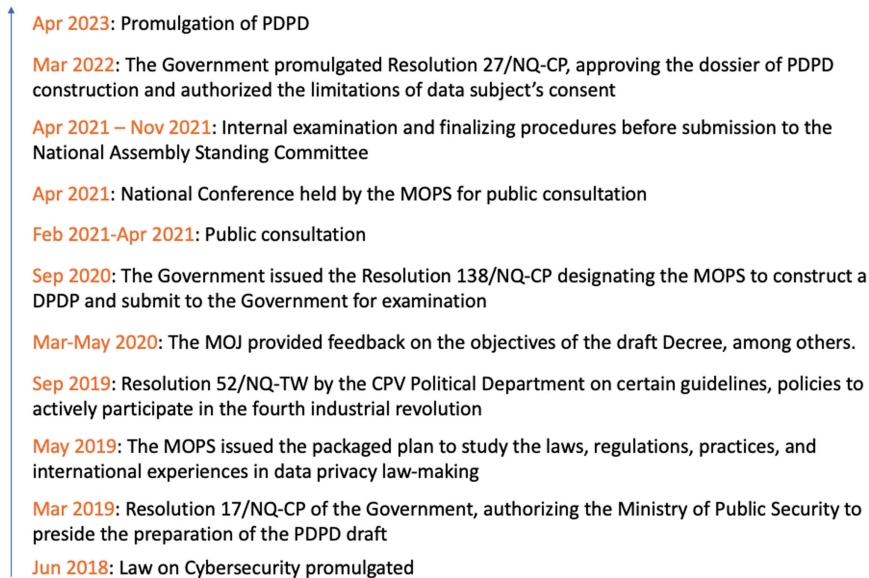 Apr 2023: Promulgation of PDPD
Mar 2022: The Government promulgated Resolution 27/NQ-CP, approving the dossier of PDPD
construction and authorized the limitations of data subject’s consent
Apr 2021 – Nov 2021: Internal examination and finalizing procedures before submission to the
National Assembly Standing Committee
Apr 2021: National Conference held by the MOPS for public consultation
Feb 2021-Apr 2021: Public consultation
Sep 2020: The Government issued the Resolution 138/NQ-CP designating the MOPS to construct a
DPDP and submit to the Government for examination
Mar-May 2020: The MOJ provided feedback on the objectives of the draft Decree, among others.
Sep 2019: Resolution 52/NQ-TW by the CPV Political Department on certain guidelines, policies to
actively participate in the fourth industrial revolution
May 2019: The MOPS issued the packaged plan to study the laws, regulations, practices, and
international experiences in data privacy law-making
Mar 2019: Resolution 17/NQ-CP of the Government, authorizing the Ministry of Public Security to
preside the preparation of the PDPD draft
Jun 2018: Law on Cybersecurity promulgated